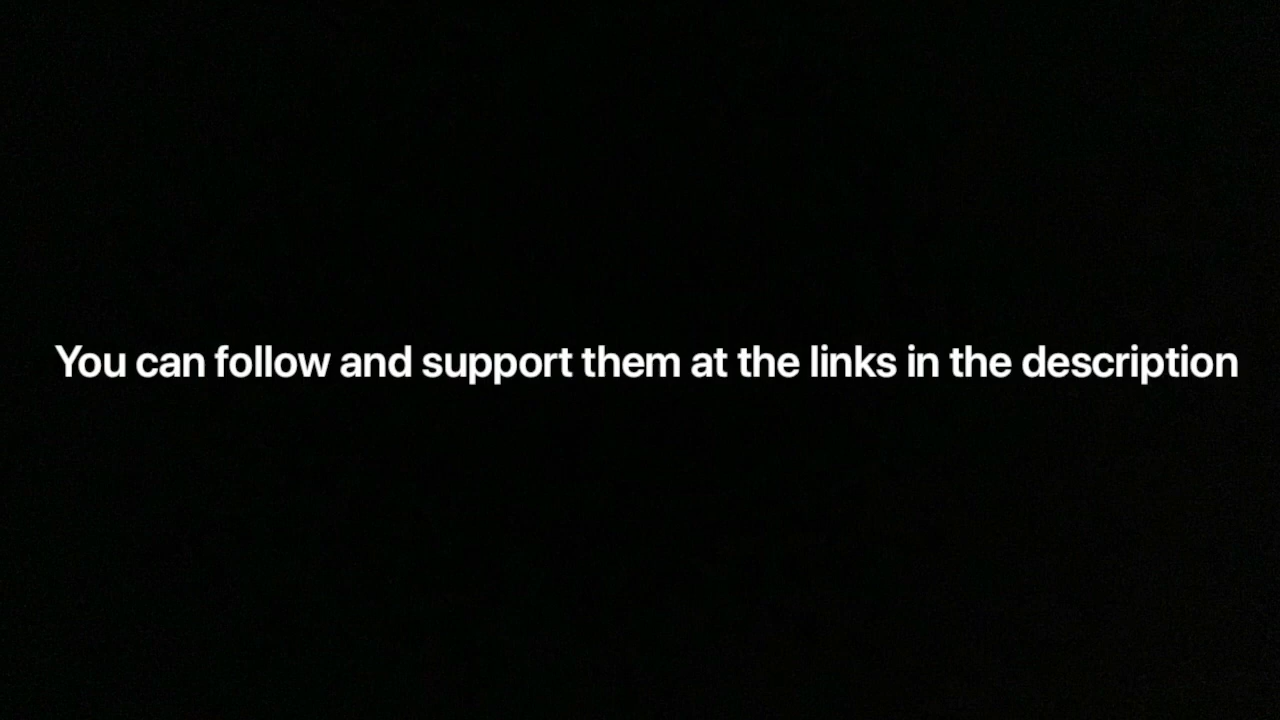 You can follow and support them at the links in the description